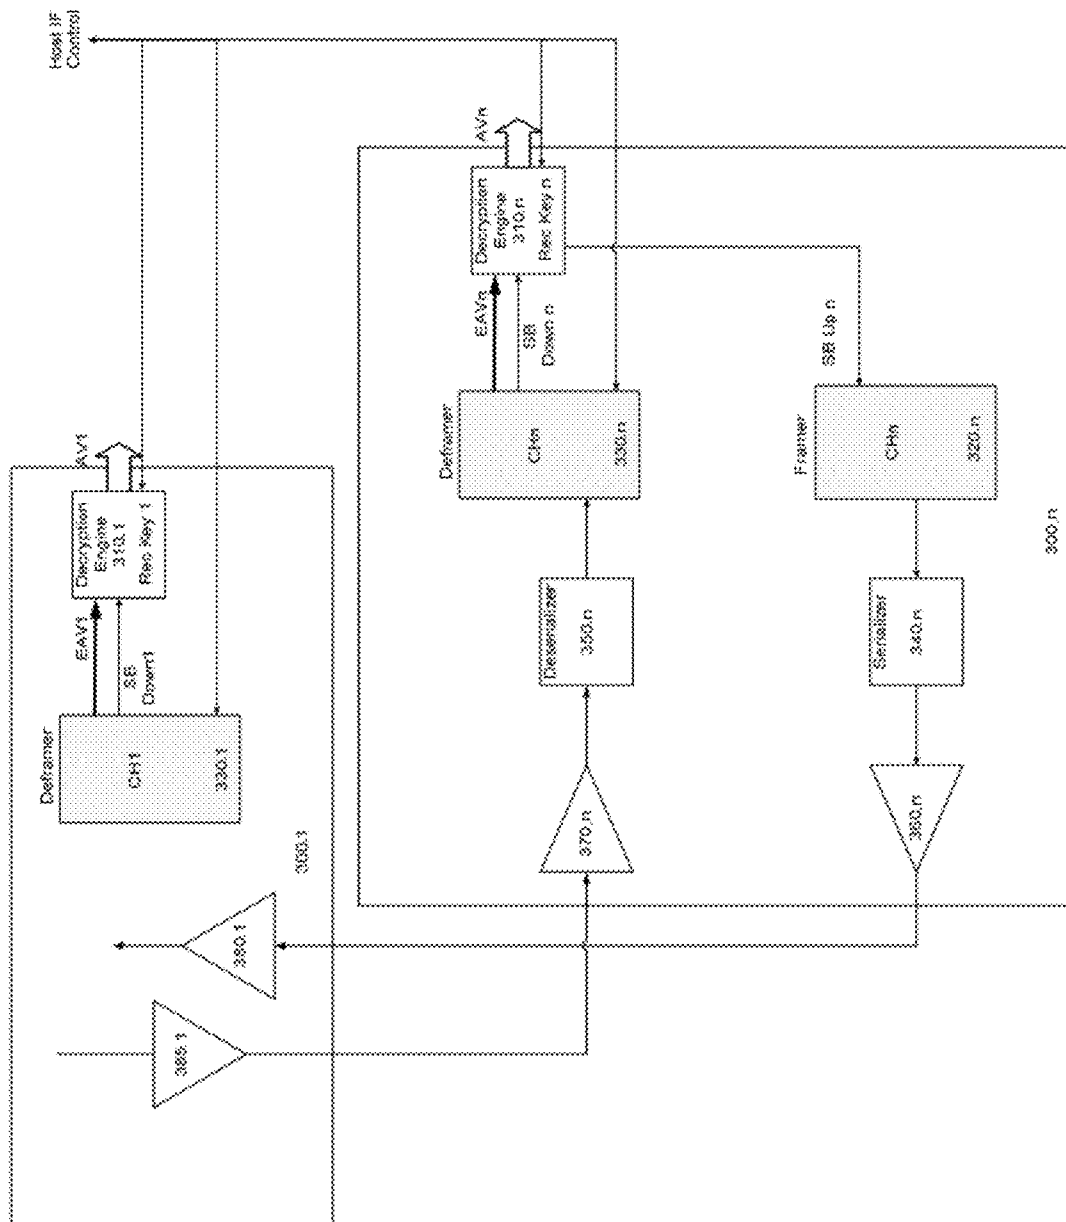 Host IF
Control
AV1
Decryption
Engine
310.1
Rec Key 1
EAV1
SB
Down1
Deframer
CH1
330.1
300.1
380.1
385.1
AVn
Decryption
Engine
310.n
Rec Key n
EAVn
SB
Down n
Deframer
CHn
330.n
Deserializer
350.n
370.n
SB Up n
Framer
CHn
320.n
Serializer
340.n
360.n
300.n